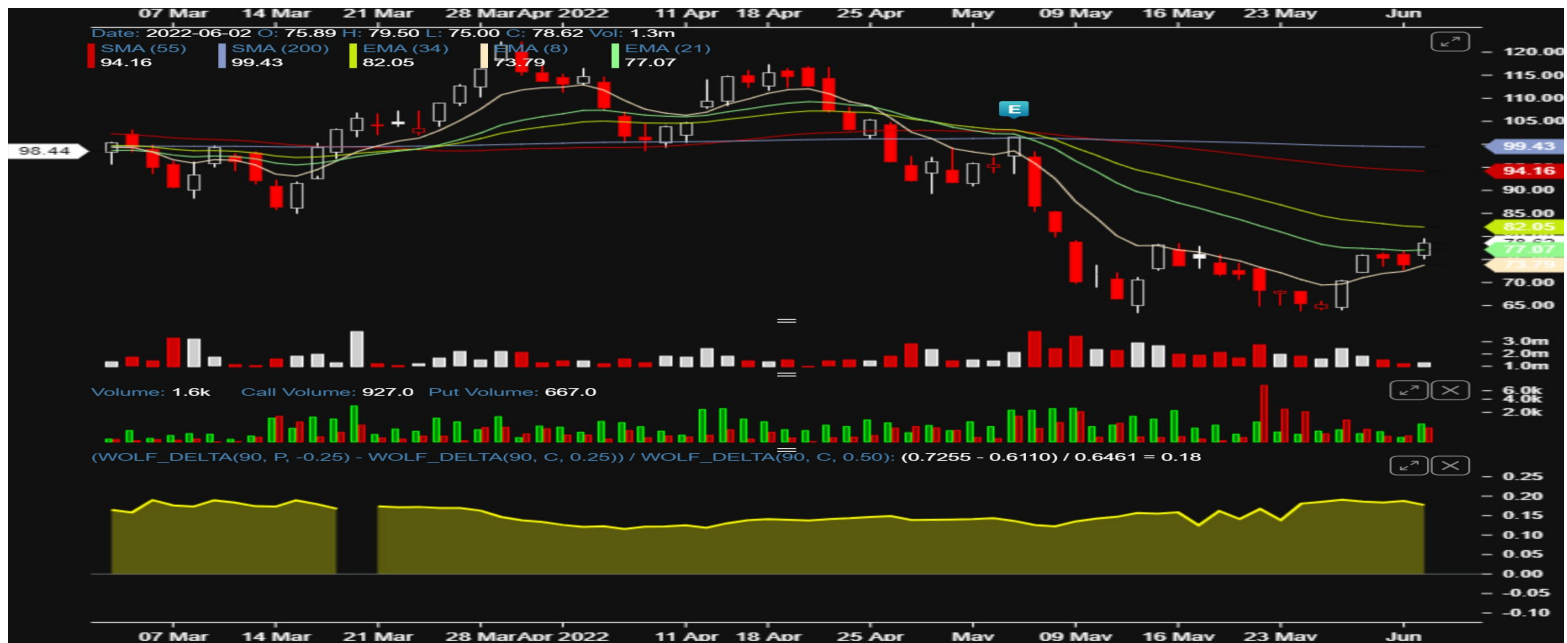 07 Mar 14 Mar 21 Mar 28 Mar Apr 2022 11 Apr 18 Apr 25 Apr May 09 May 16 May 23 May Jun
Date: 2022-06-02 O: 75.89 H: 79.50 L: 75.00 C: 78.62 Vol: 1.3m
SMA (55) SMA (200) EMA (34) EMA (8) EMA (21)
94.16 99.43 82.05 73.79 77.07
E
120.00
115.00
110.00
105.00
98.44
99.43
94.16
90.00
85.00
82.05
78.62
77.07
73.79
70.00
65.00
3.0m
2.0m
1.0m
Volume: 1.6k Call Volume: 927.0 Put Volume: 667.0
6.0k
4.0k
2.0k
(WOLF_DELTA(90, P, -0.25) - WOLF_DELTA(90, C, 0.25)) / WOLF_DELTA(90, C, 0.50): (0.7255 - 0.6110) / 0.6461 = 0.18
0.25
0.20
0.15
0.10
0.05
0.00
-0.05
-0.10
07 Mar 14 Mar 21 Mar 28 Mar Apr 2022 11 Apr 18 Apr 25 Apr May 09 May 16 May 23 May Jun